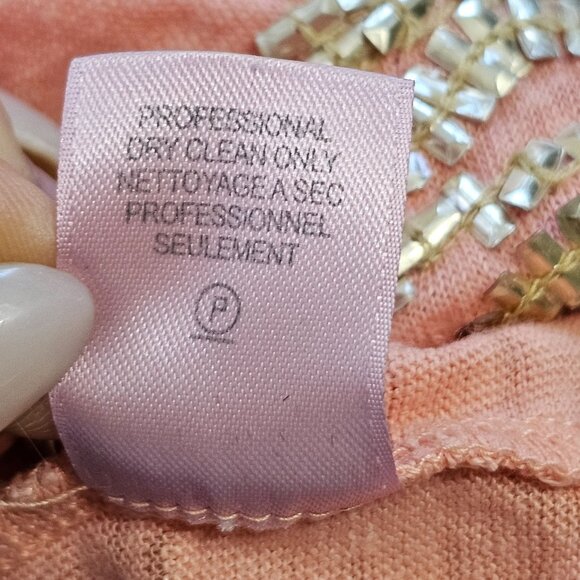 PROFESSIONAL
DRY CLEAN ONLY
NETTOYAGE A SEC
PROFESSIONNEL
SEULEMENT
P